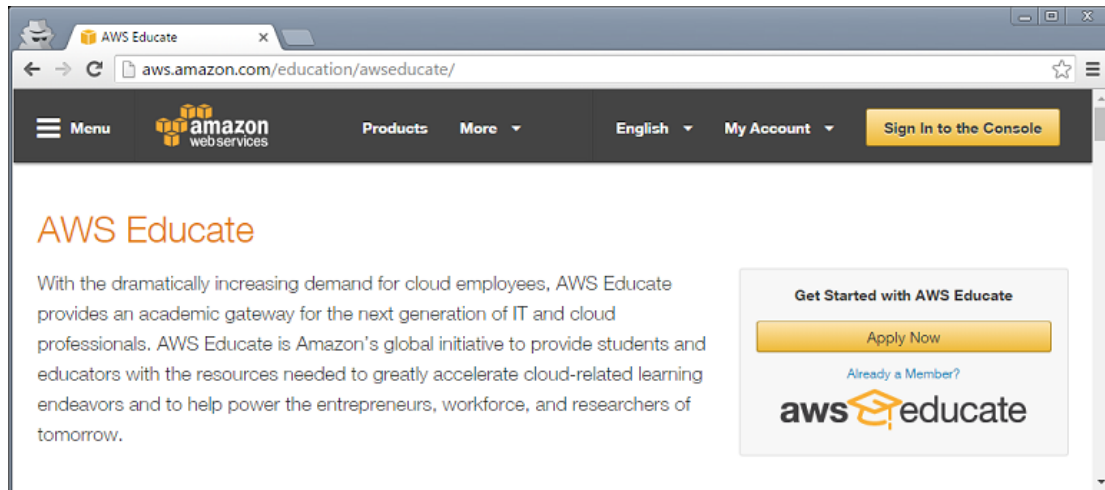 AWS Educate
aws.amazon.com/education/awseducate/
Menu
amazon
webservices
Products
More
English
My Account
Sign In to the Console
AWS Educate
With the dramatically increasing demand for cloud employees, AWS Educate
provides an academic gateway for the next generation of IT and cloud
professionals. AWS Educate is Amazon's global initiative to provide students and
educators with the resources needed to greatly accelerate cloud-related learning
endeavors and to help power the entrepreneurs, workforce, and researchers of
tomorrow.
Get Started with AWS Educate
Apply Now
Already a Member?
aws educate